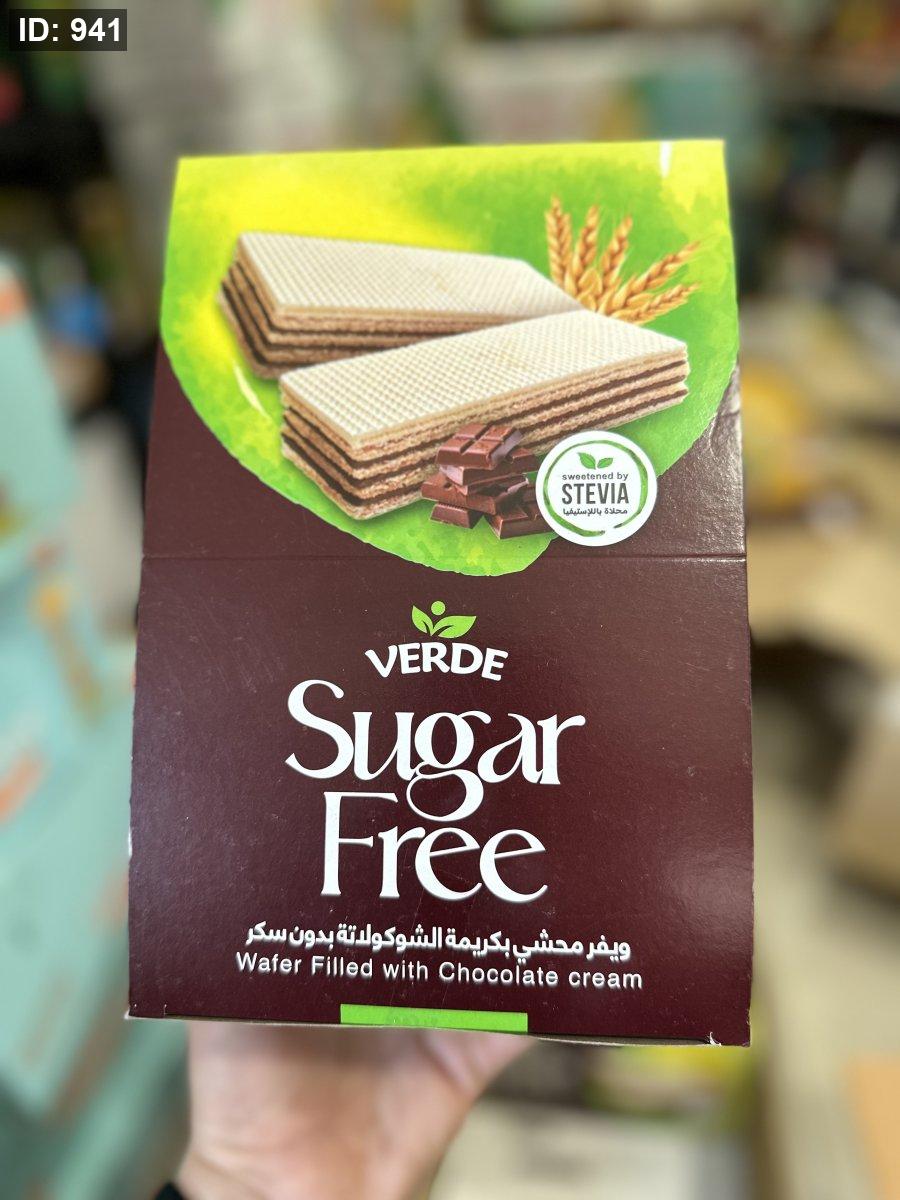 ID: 941
sweetened by
STEVIA
محلاة باللإستيفيا
VERDE
Sugar
Free
ويفر محشي بكريمة الشوكولاتة بدون سكر
Wafer Filled with Chocolate cream